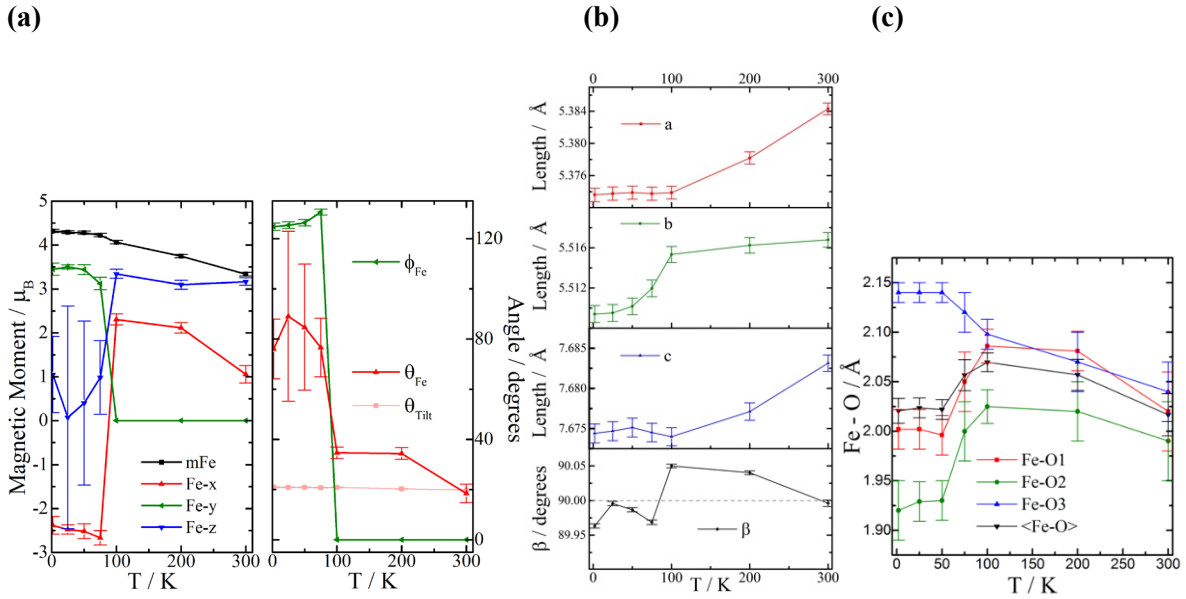 (a)
(b)
(c)
Magnetic Moment / μB
5
4
3
2
1
0
-1
-2
-3
mFe
Fe-x
Fe-y
Fe-z
0 100 200 300
T / K
ϕFe
θFe
θTilt
120
80
40
0
Angle / degrees
0 100 200 300
T / K
0 100 200 300
Length / Å
5.384
5.380
5.376
a
Length / Å
5.516
5.512
b
Length / Å
7.685
7.680
7.675
c
β / degrees
90.05
90.00
89.95
β
0 100 200 300
T / K
Fe - O / Å
2.15
2.10
2.05
2.00
1.95
1.90
Fe-O1
Fe-O2
Fe-O3
<Fe-O>
0 50 100 150 200 250 300
T / K